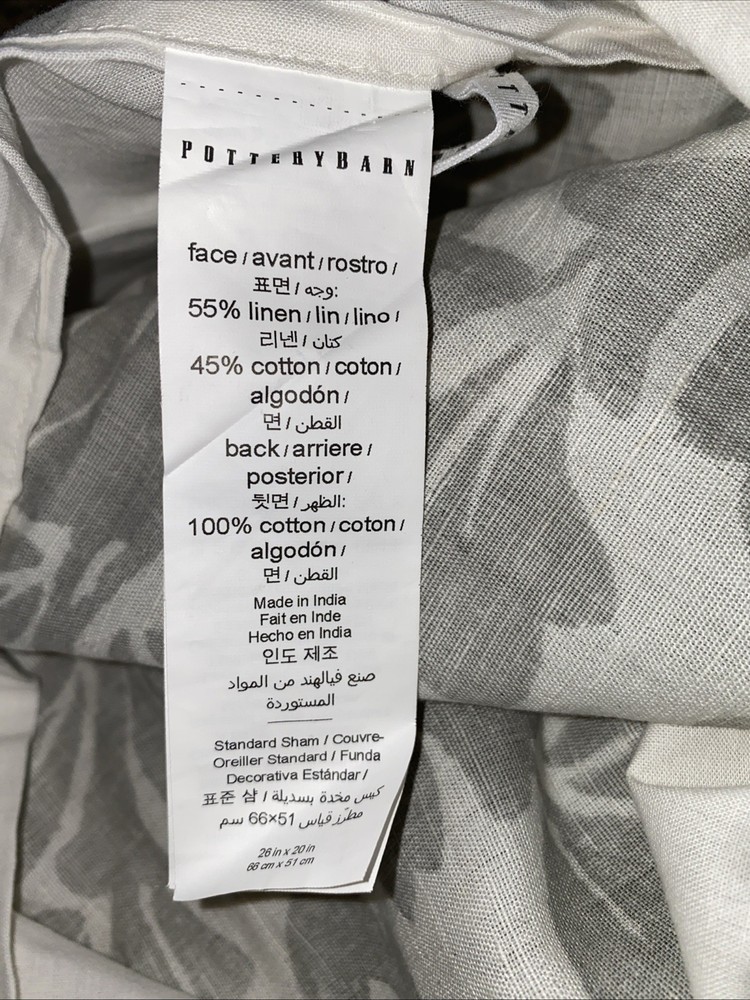 POTTERYBARN
face / avant / rostro /
표면 / وجه:
55% linen / lin / lino /
리넨 / كتان
45% cotton / coton /
algodón /
면 / القطن
back / arriere /
posterior /
뒷면 / الظهر:
100% cotton / coton /
algodón /
면 / القطن
Made in India
Fait en Inde
Hecho en India
인도 제조
صنع فيالهند من المواد
المستوردة
Standard Sham / Couvre-
Oreiller Standard / Funda
Decorativa Estándar /
표준 샴 / كيس مخدة بسديلة
مطرّز قياس 51×66 سم
26 in x 20 in
66 cm x 51 cm